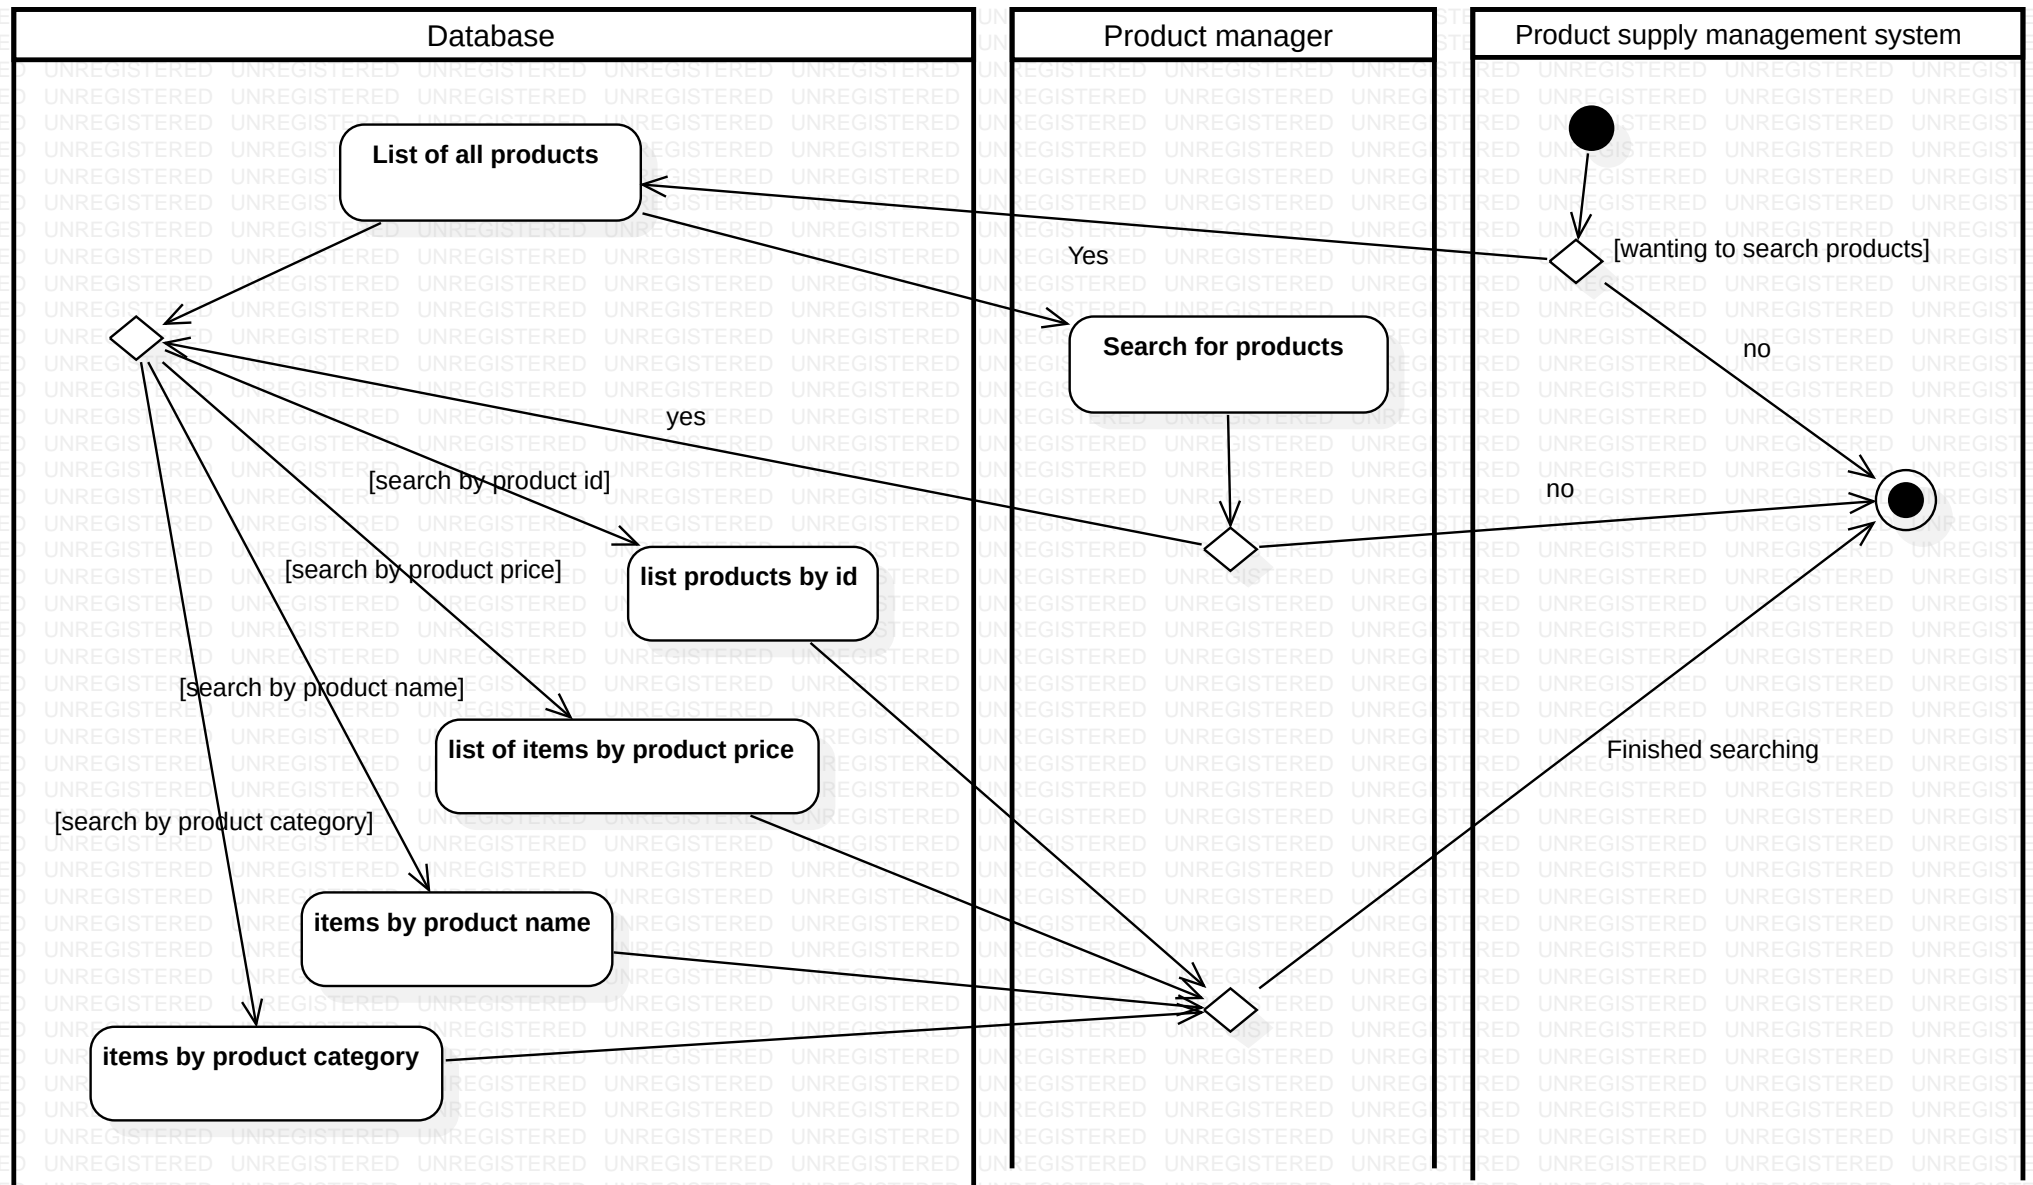 Database
Product manager
Product supply management system
List of all products
[wanting to search products]
Yes
Search for products
no
yes
[search by product id]
no
[search by product price]
list products by id
[search by product name]
list of items by product price
Finished searching
[search by product category]
items by product name
items by product category
UNREGISTERED